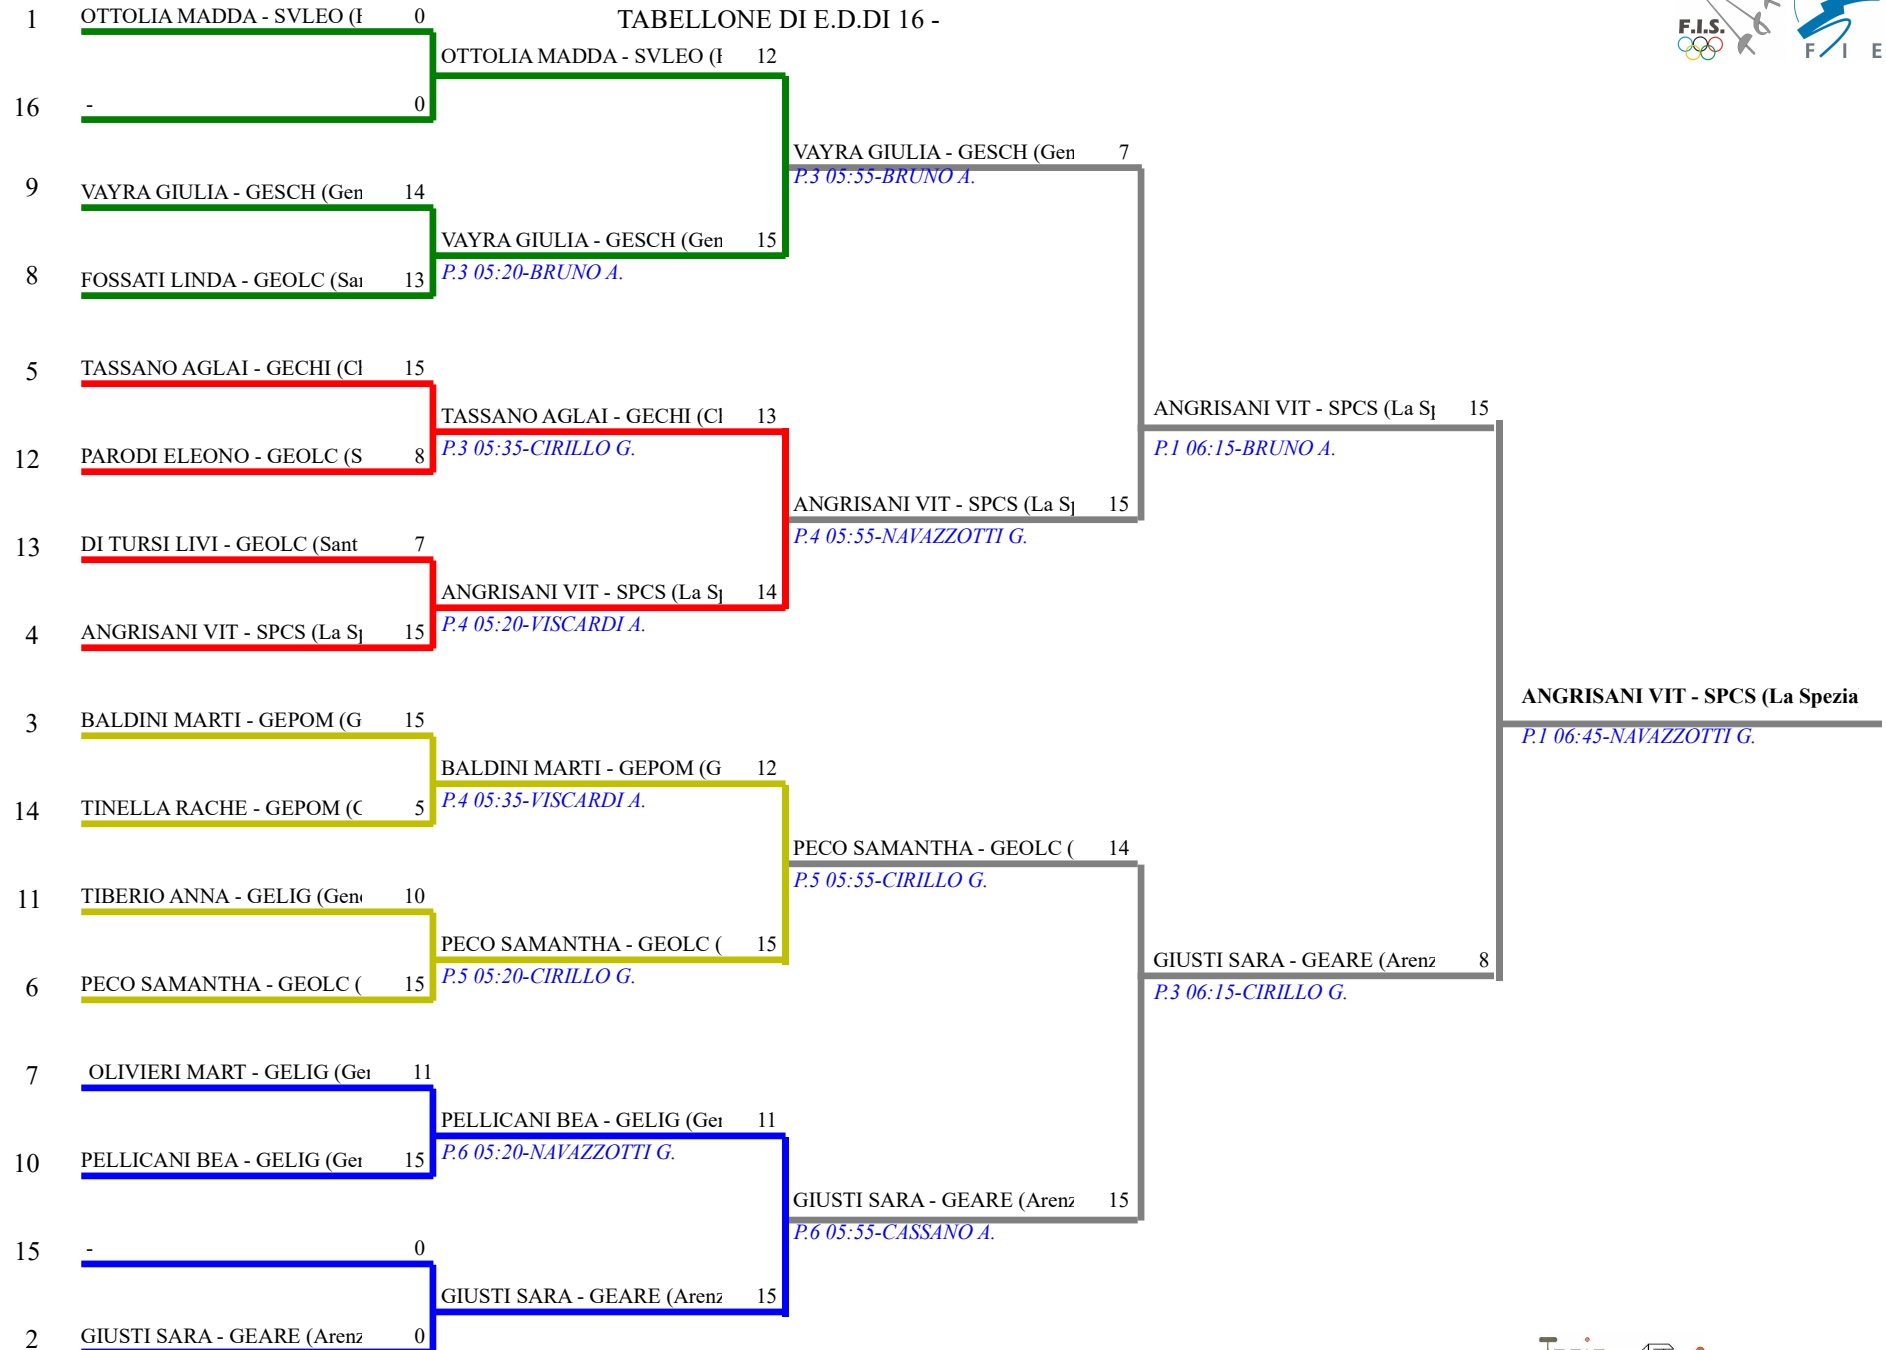 TABELLONE DI E.D.DI 16 -
F.I.S.
F I E
1 OTTOLIA MADDA - SVLEO (F 0
OTTOLIA MADDA - SVLEO (F 12
16 - 0
VAYRA GIULIA - GESCH (Gen 7
P.3 05:55-BRUNO A.
9 VAYRA GIULIA - GESCH (Gen 14
VAYRA GIULIA - GESCH (Gen 15
P.3 05:20-BRUNO A.
8 FOSSATI LINDA - GEOLC (Sa 13
5 TASSANO AGLAI - GECHI (C 15
TASSANO AGLAI - GECHI (C 13
P.3 05:35-CIRILLO G.
ANGRISANI VIT - SPCS (La Sp 15
P.1 06:15-BRUNO A.
12 PARODI ELEONO - GEOLC (S 8
ANGRISANI VIT - SPCS (La Sp 15
P.4 05:55-NAVAZZOTTI G.
13 DI TURSI LIVI - GEOLC (Sant 7
ANGRISANI VIT - SPCS (La Sp 14
P.4 05:20-VISCARDI A.
4 ANGRISANI VIT - SPCS (La Sp 15
ANGRISANI VIT - SPCS (La Spezia
P.1 06:45-NAVAZZOTTI G.
3 BALDINI MARTI - GEPOM (G 15
BALDINI MARTI - GEPOM (G 12
P.4 05:35-VISCARDI A.
14 TINELLA RACHE - GEPOM (G 5
PECO SAMANTHA - GEOLC ( 14
P.5 05:55-CIRILLO G.
11 TIBERIO ANNA - GELIG (Gen 10
PECO SAMANTHA - GEOLC ( 15
P.5 05:20-CIRILLO G.
GIUSTI SARA - GEARE (Arenz 8
P.3 06:15-CIRILLO G.
6 PECO SAMANTHA - GEOLC ( 15
7 OLIVIERI MART - GELIG (Ge 11
PELLICANI BEA - GELIG (Ge 11
P.6 05:20-NAVAZZOTTI G.
10 PELLICANI BEA - GELIG (Ge 15
GIUSTI SARA - GEARE (Arenz 15
P.6 05:55-CASSANO A.
15 - 0
GIUSTI SARA - GEARE (Arenz 15
2 GIUSTI SARA - GEARE (Arenz 0